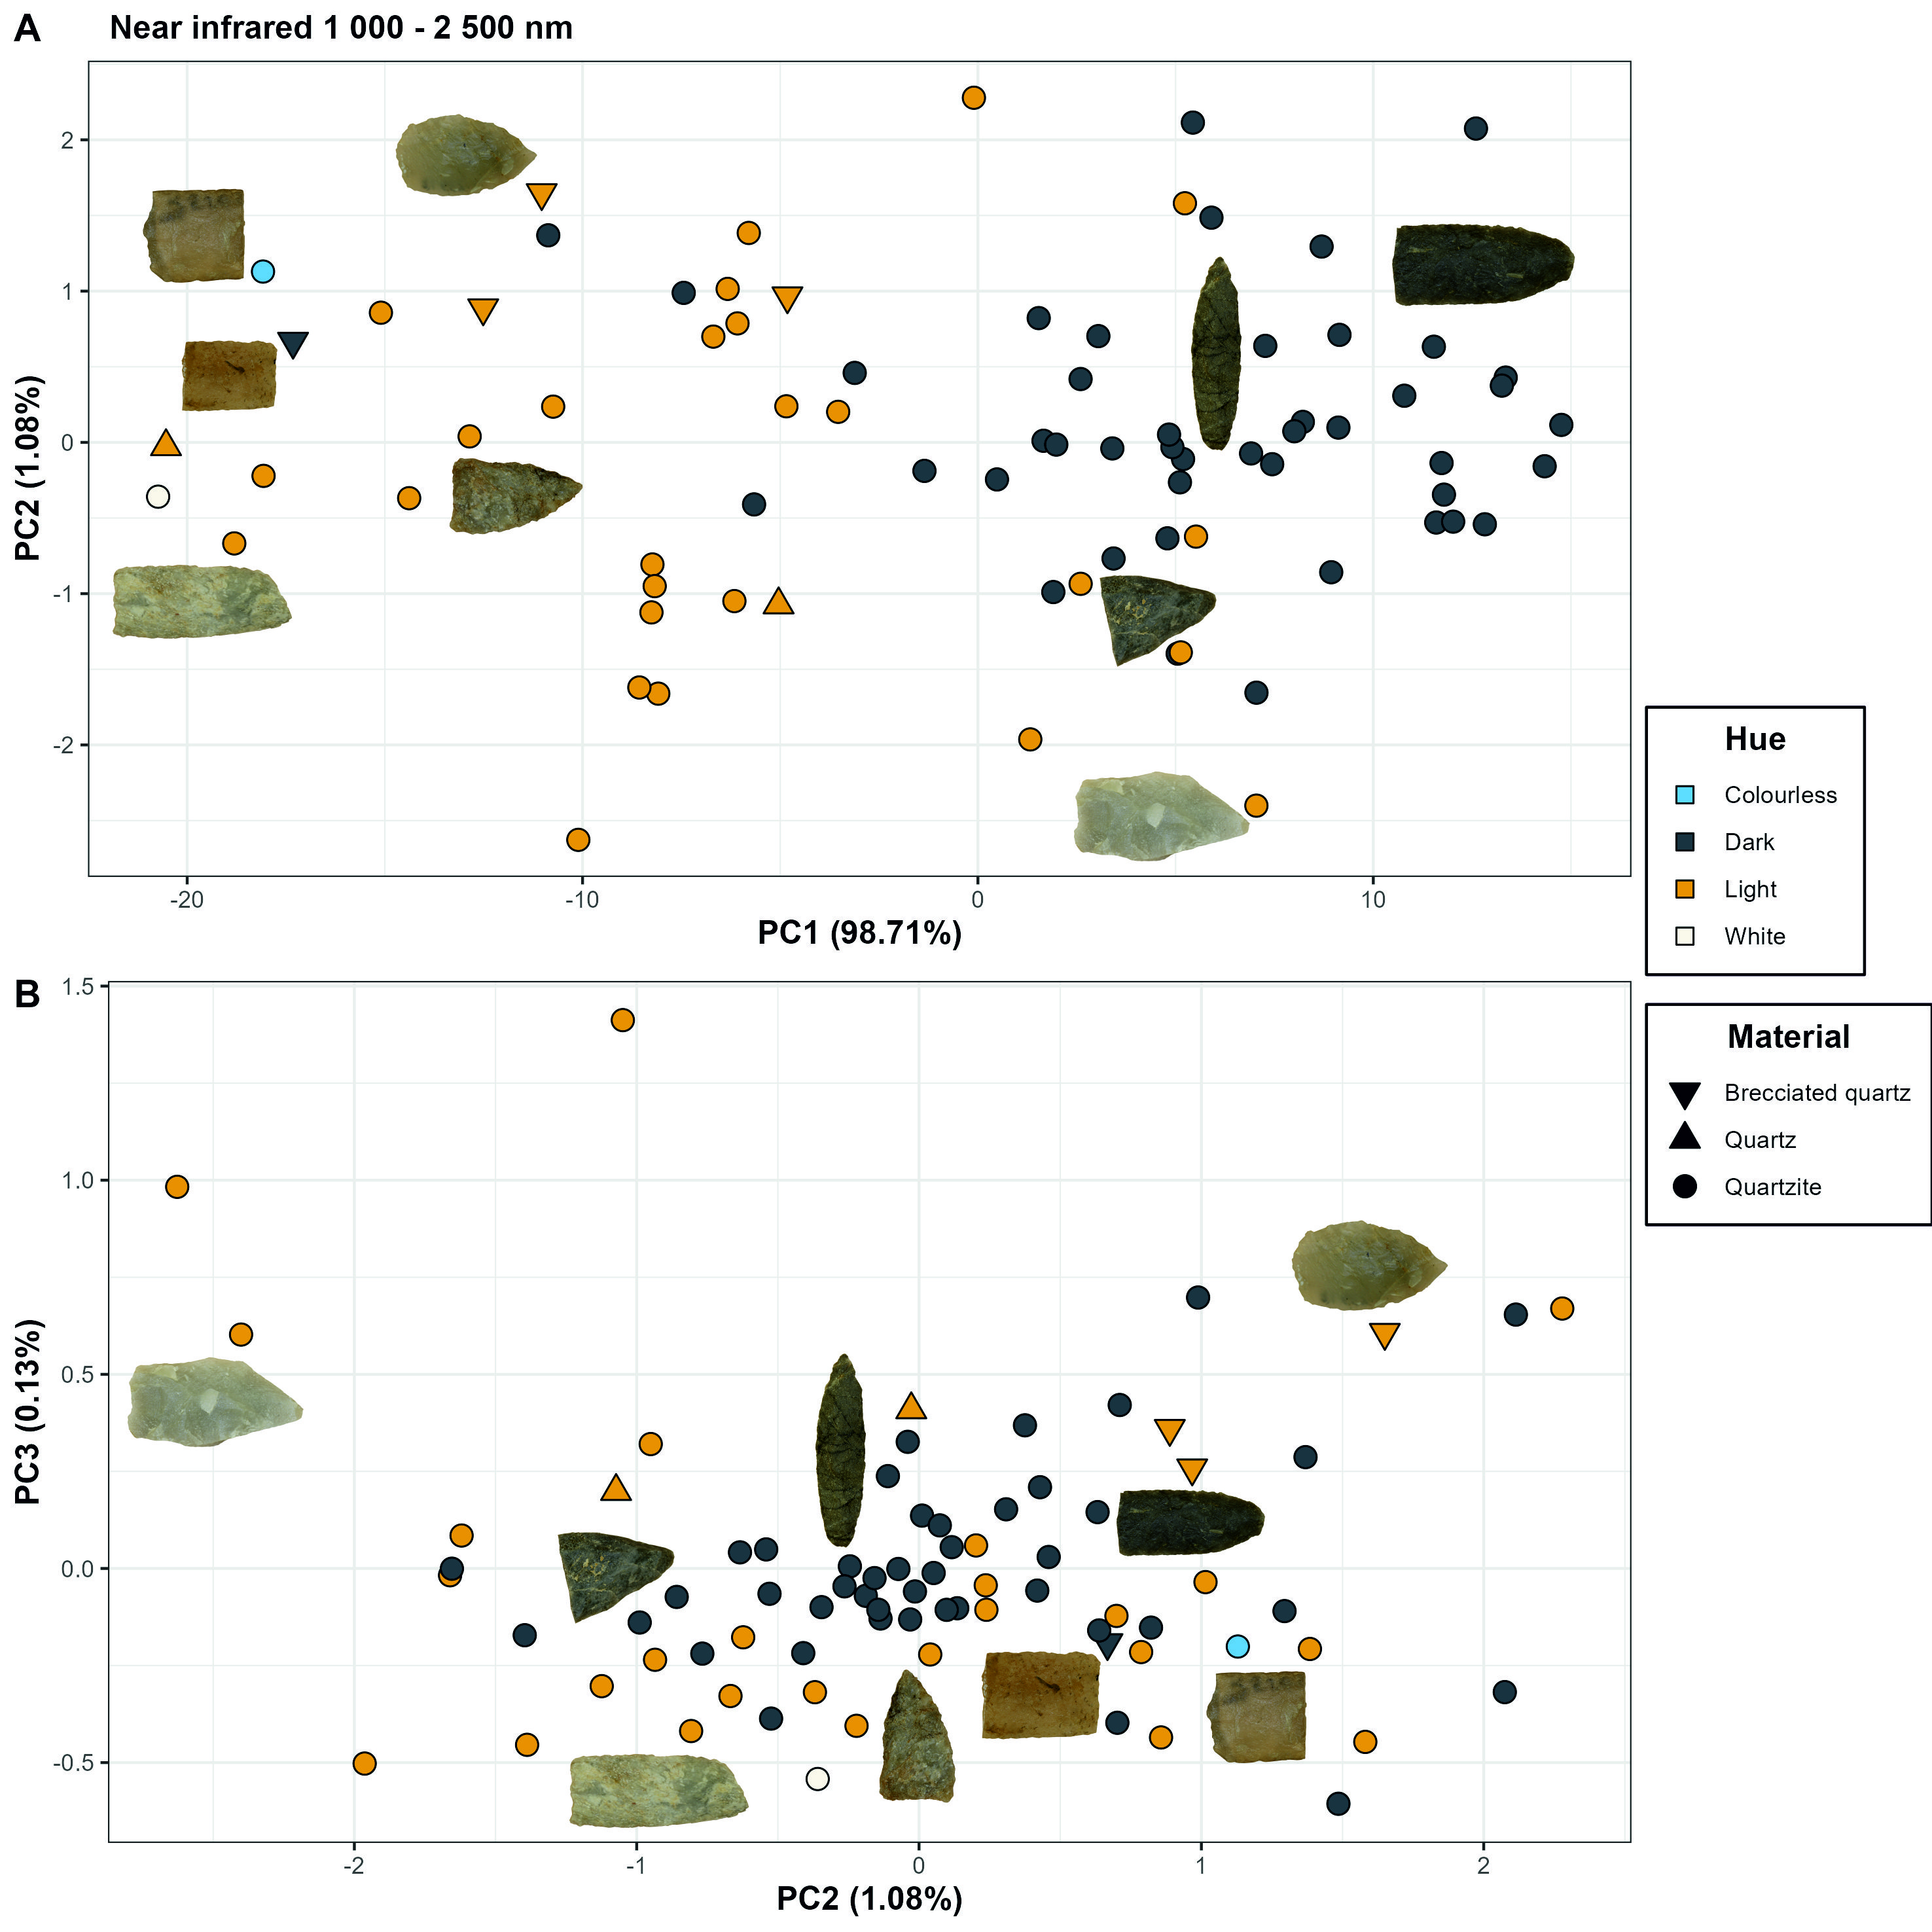 A
Near infrared 1 000 - 2 500 nm
2
1
0
-1
-2
PC2 (1.08%)
-20
-10
0
10
PC1 (98.71%)
Hue
Colourless
Dark
Light
White
B
1.5
1.0
0.5
0.0
-0.5
PC3 (0.13%)
-2
-1
0
1
2
PC2 (1.08%)
Material
Brecciated quartz
Quartz
Quartzite